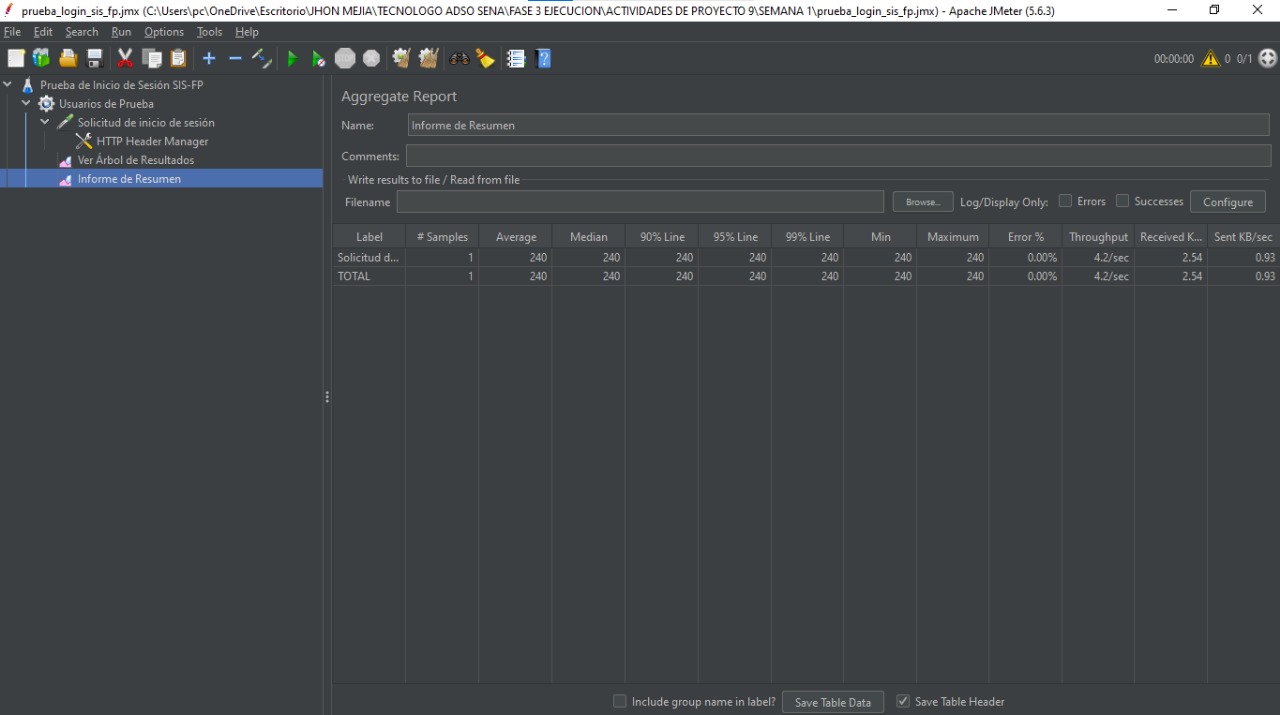 prueba_login_sis_fp.jmx (C:\Users\pc\OneDrive\Escritorio\JHON MEJIA\TECNOLOGO ADSO SENA\FASE 3 EJECUCION\ACTIVIDADES DE PROYECTO 9\SEMANA 1\prueba_login_sis_fp.jmx) - Apache JMeter (5.6.3)
File Edit Search Run Options Tools Help
00:00:00 0 0/1
Prueba de Inicio de Sesión SIS-FP
Usuarios de Prueba
Solicitud de inicio de sesión
HTTP Header Manager
Ver Árbol de Resultados
Informe de Resumen
Aggregate Report
Name: Informe de Resumen
Comments:
Write results to file / Read from file
Filename Browse... Log/Display Only: Errors Successes Configure
Label # Samples Average Median 90% Line 95% Line 99% Line Min Maximum Error % Throughput Received K... Sent KB/sec
Solicitud d... 1 240 240 240 240 240 240 240 0.00% 4.2/sec 2.54 0.93
TOTAL 1 240 240 240 240 240 240 240 0.00% 4.2/sec 2.54 0.93
Include group name in label? Save Table Data Save Table Header